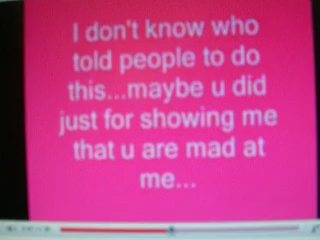 I don't know who
told people to do
this...maybe u did
just for showing me
that u are mad at
me...